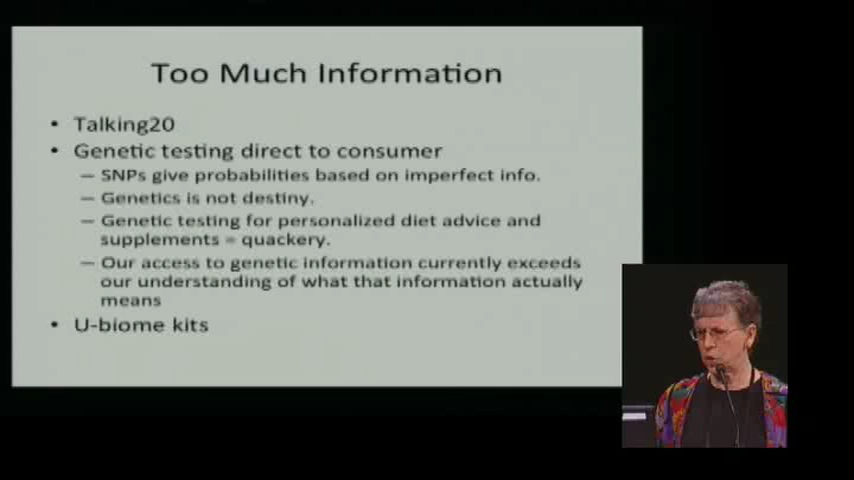 Too Much Information
• Talking20
• Genetic testing direct to consumer
– SNPs give probabilities based on imperfect info.
– Genetics is not destiny.
– Genetic testing for personalized diet advice and
supplements = quackery.
– Our access to genetic information currently exceeds
our understanding of what that information actually
means
• U-biome kits